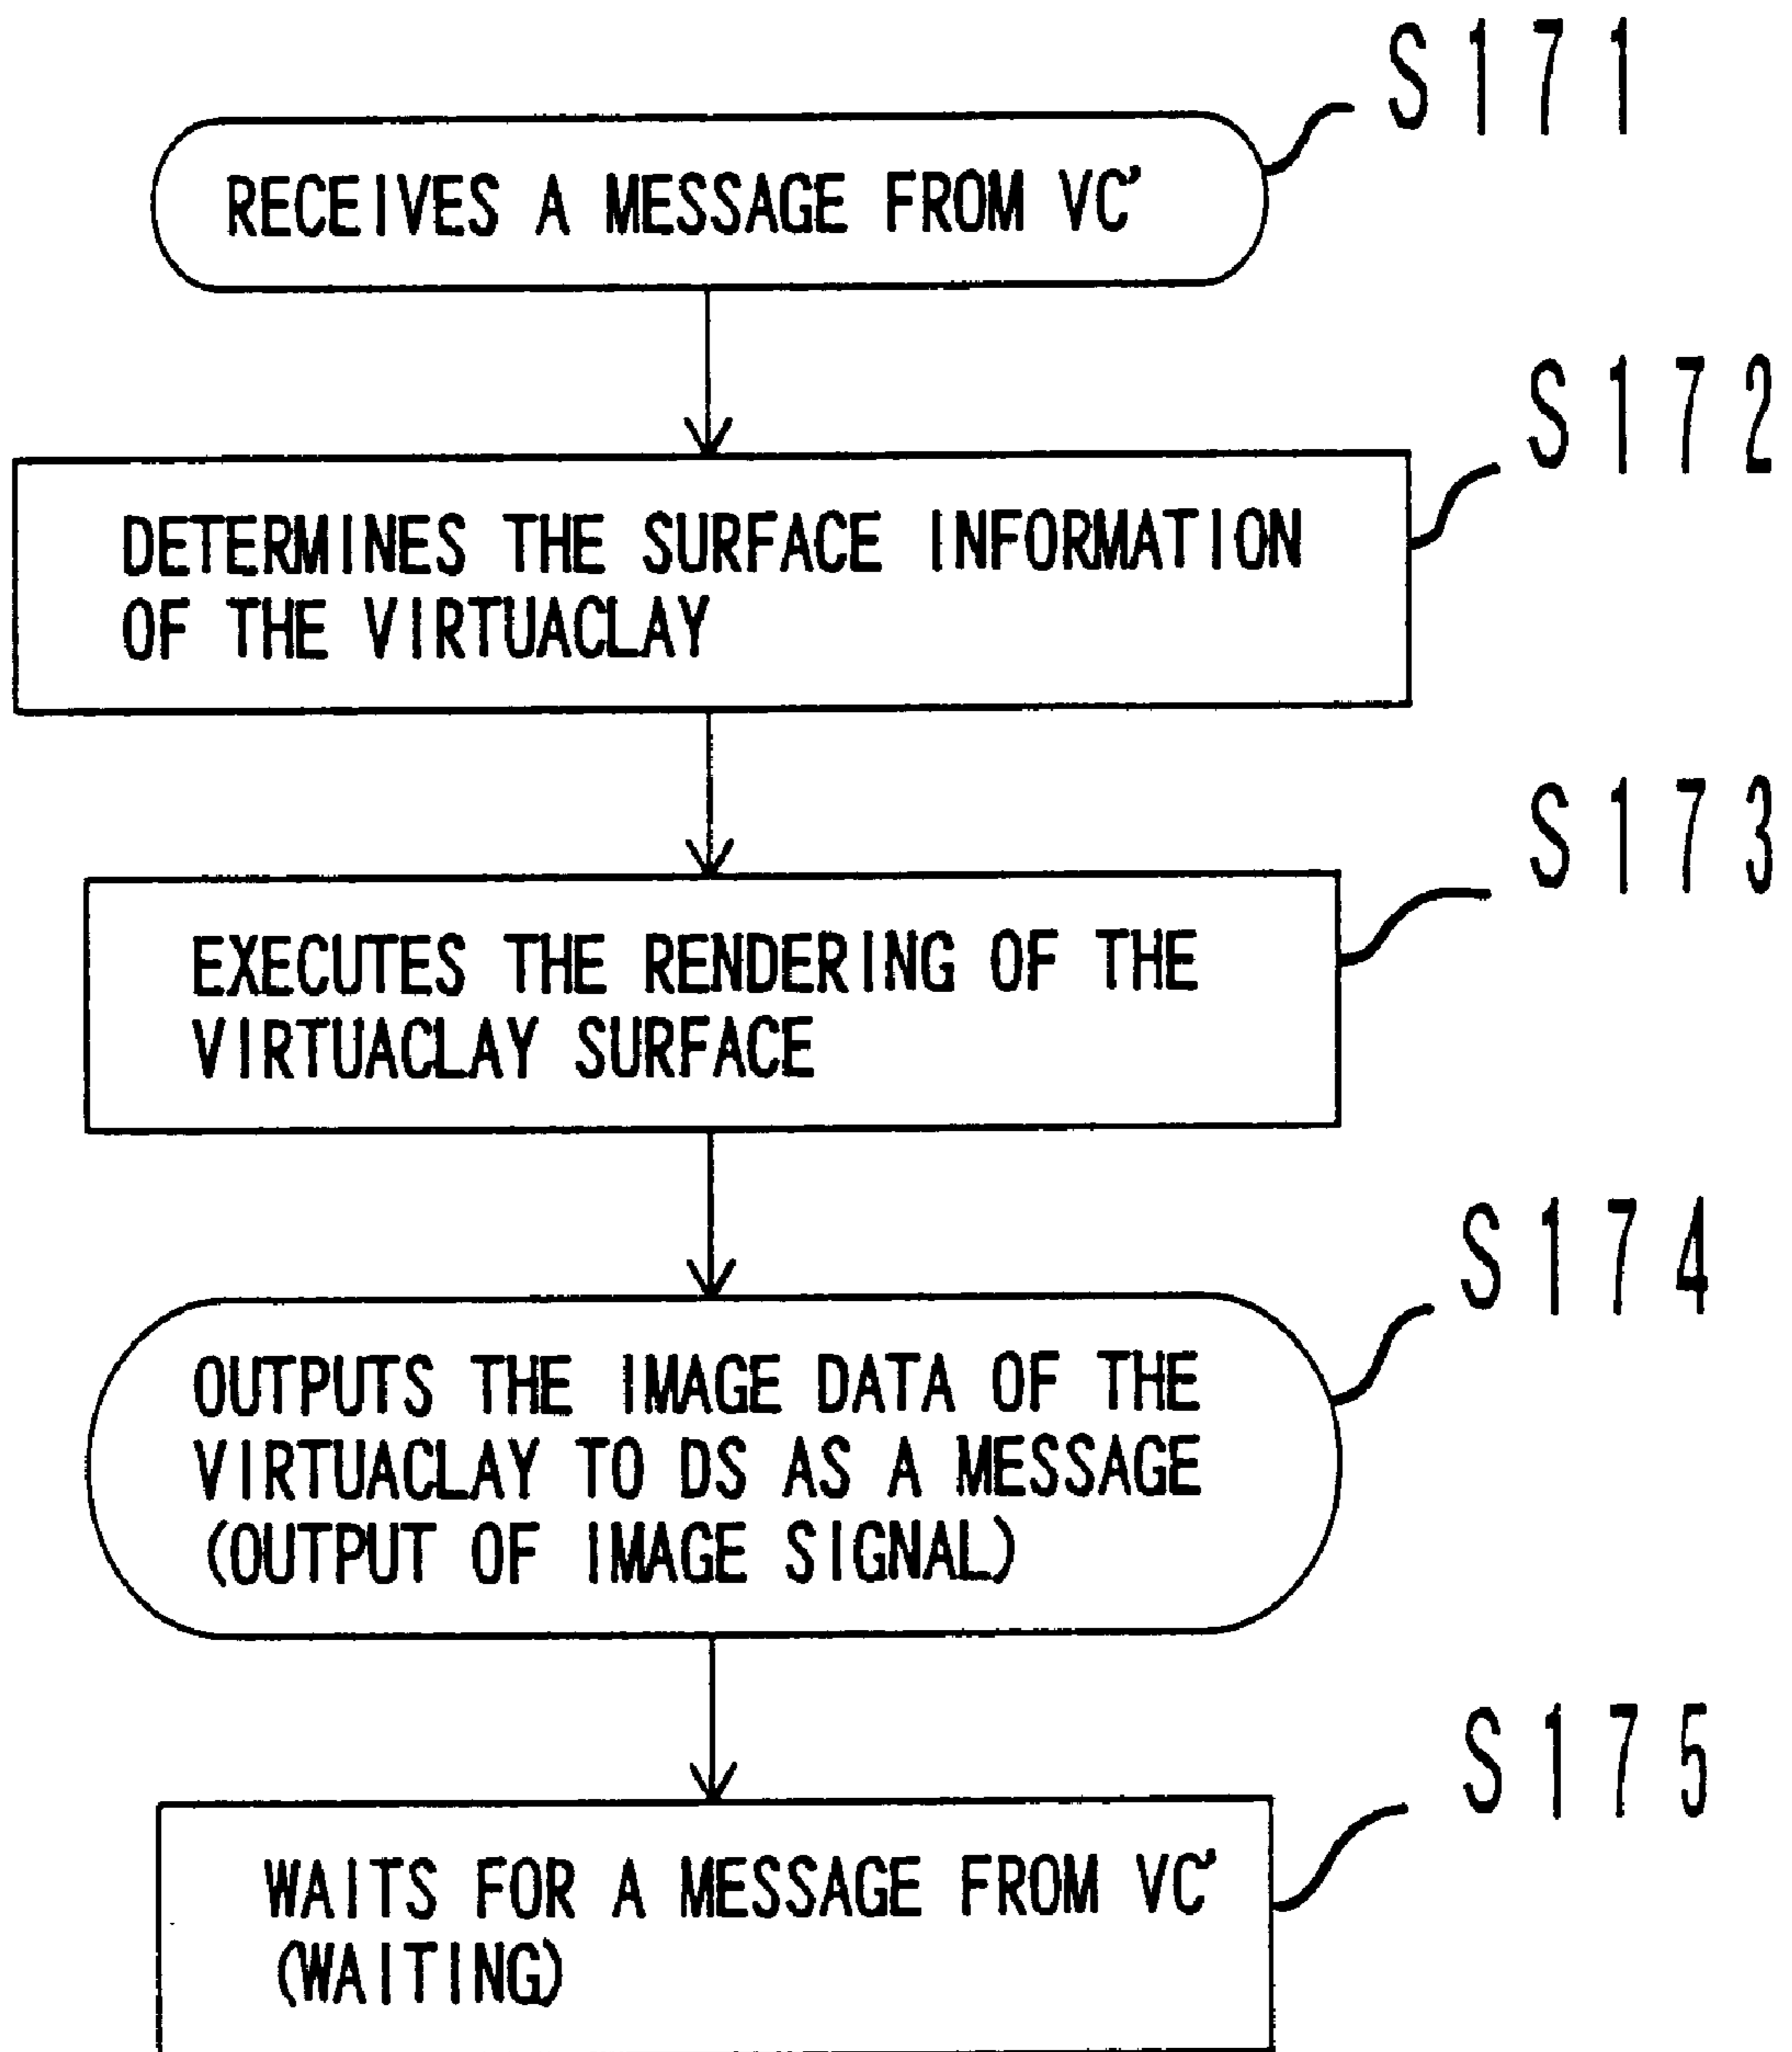 S171
RECEIVES A MESSAGE FROM VC'
S172
DETERMINES THE SURFACE INFORMATION
OF THE VIRTUACLAY
S173
EXECUTES THE RENDERING OF THE
VIRTUACLAY SURFACE
S174
OUTPUTS THE IMAGE DATA OF THE
VIRTUACLAY TO DS AS A MESSAGE
(OUTPUT OF IMAGE SIGNAL)
S175
WAITS FOR A MESSAGE FROM VC'
(WAITING)